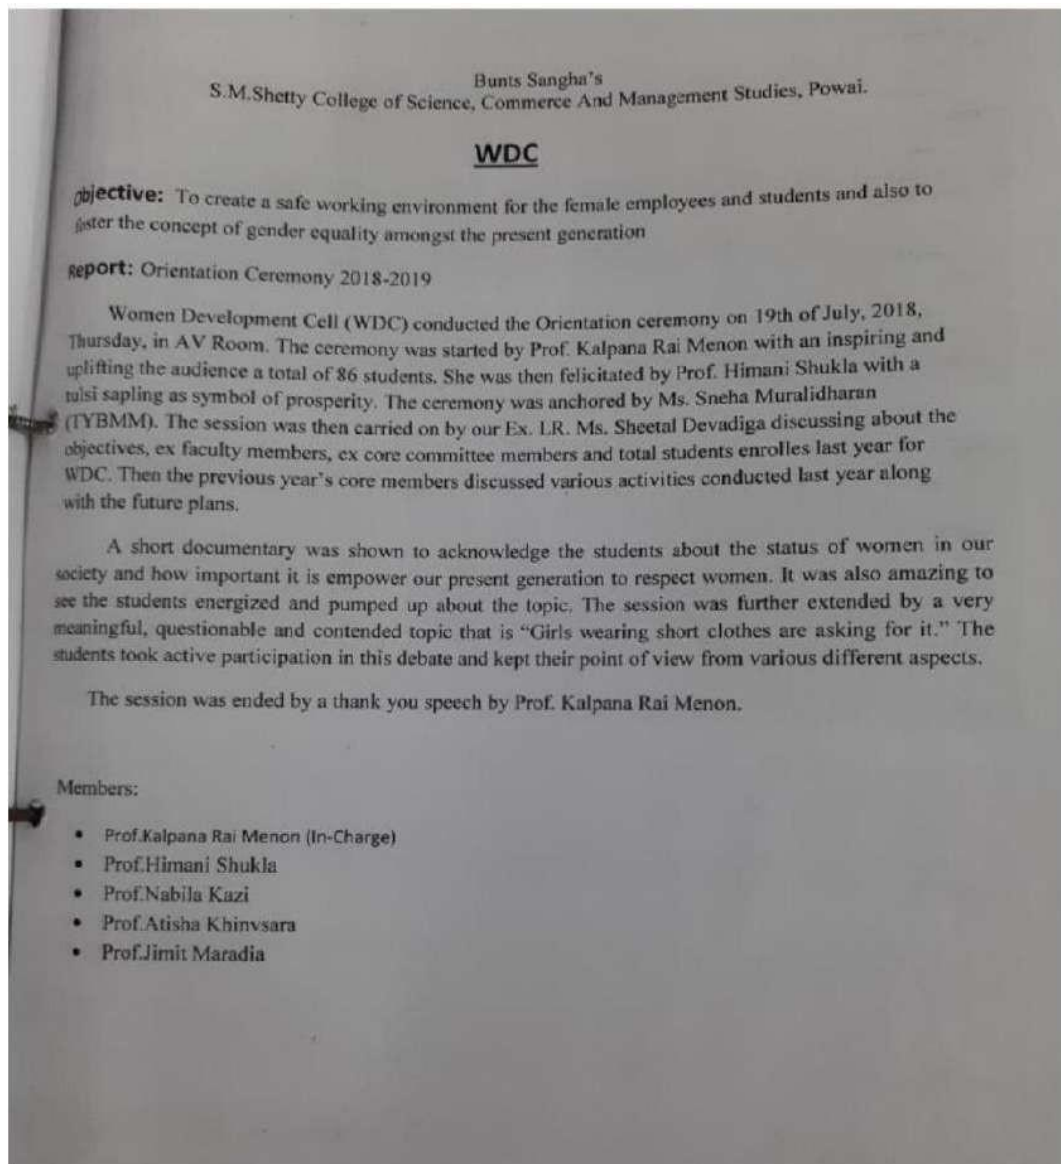 Bunts Sangha's
S.M.Shetty College of Science, Commerce And Management Studies, Powai.
WDC
objective: To create a safe working environment for the female employees and students and also to
foster the concept of gender equality amongst the present generation
Report: Orientation Ceremony 2018-2019
Women Development Cell (WDC) conducted the Orientation ceremony on 19th of July, 2018,
Thursday, in AV Room. The ceremony was started by Prof. Kalpana Rai Menon with an inspiring and
uplifting the audience a total of 86 students. She was then felicitated by Prof. Himani Shukla with a
tulsi sapling as symbol of prosperity. The ceremony was anchored by Ms. Sneha Muralidharan
(TYBMM). The session was then carried on by our Ex. LR. Ms. Sheetal Devadiga discussing about the
objectives, ex faculty members, ex core committee members and total students enrolles last year for
WDC. Then the previous year's core members discussed various activities conducted last year along
with the future plans.
A short documentary was shown to acknowledge the students about the status of women in our
society and how important it is empower our present generation to respect women. It was also amazing to
see the students energized and pumped up about the topic. The session was further extended by a very
meaningful, questionable and contended topic that is “Girls wearing short clothes are asking for it.” The
students took active participation in this debate and kept their point of view from various different aspects.
The session was ended by a thank you speech by Prof. Kalpana Rai Menon.
Members:
• Prof.Kalpana Rai Menon (In-Charge)
• Prof.Himani Shukla
• Prof.Nabila Kazi
• Prof.Atisha Khinvsara
• Prof.Jimit Maradia